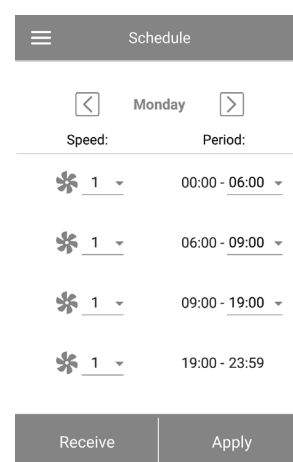 Schedule
Monday
Speed: Period:
1 00:00 - 06:00
1 06:00 - 09:00
1 09:00 - 19:00
1 19:00 - 23:59
Receive Apply